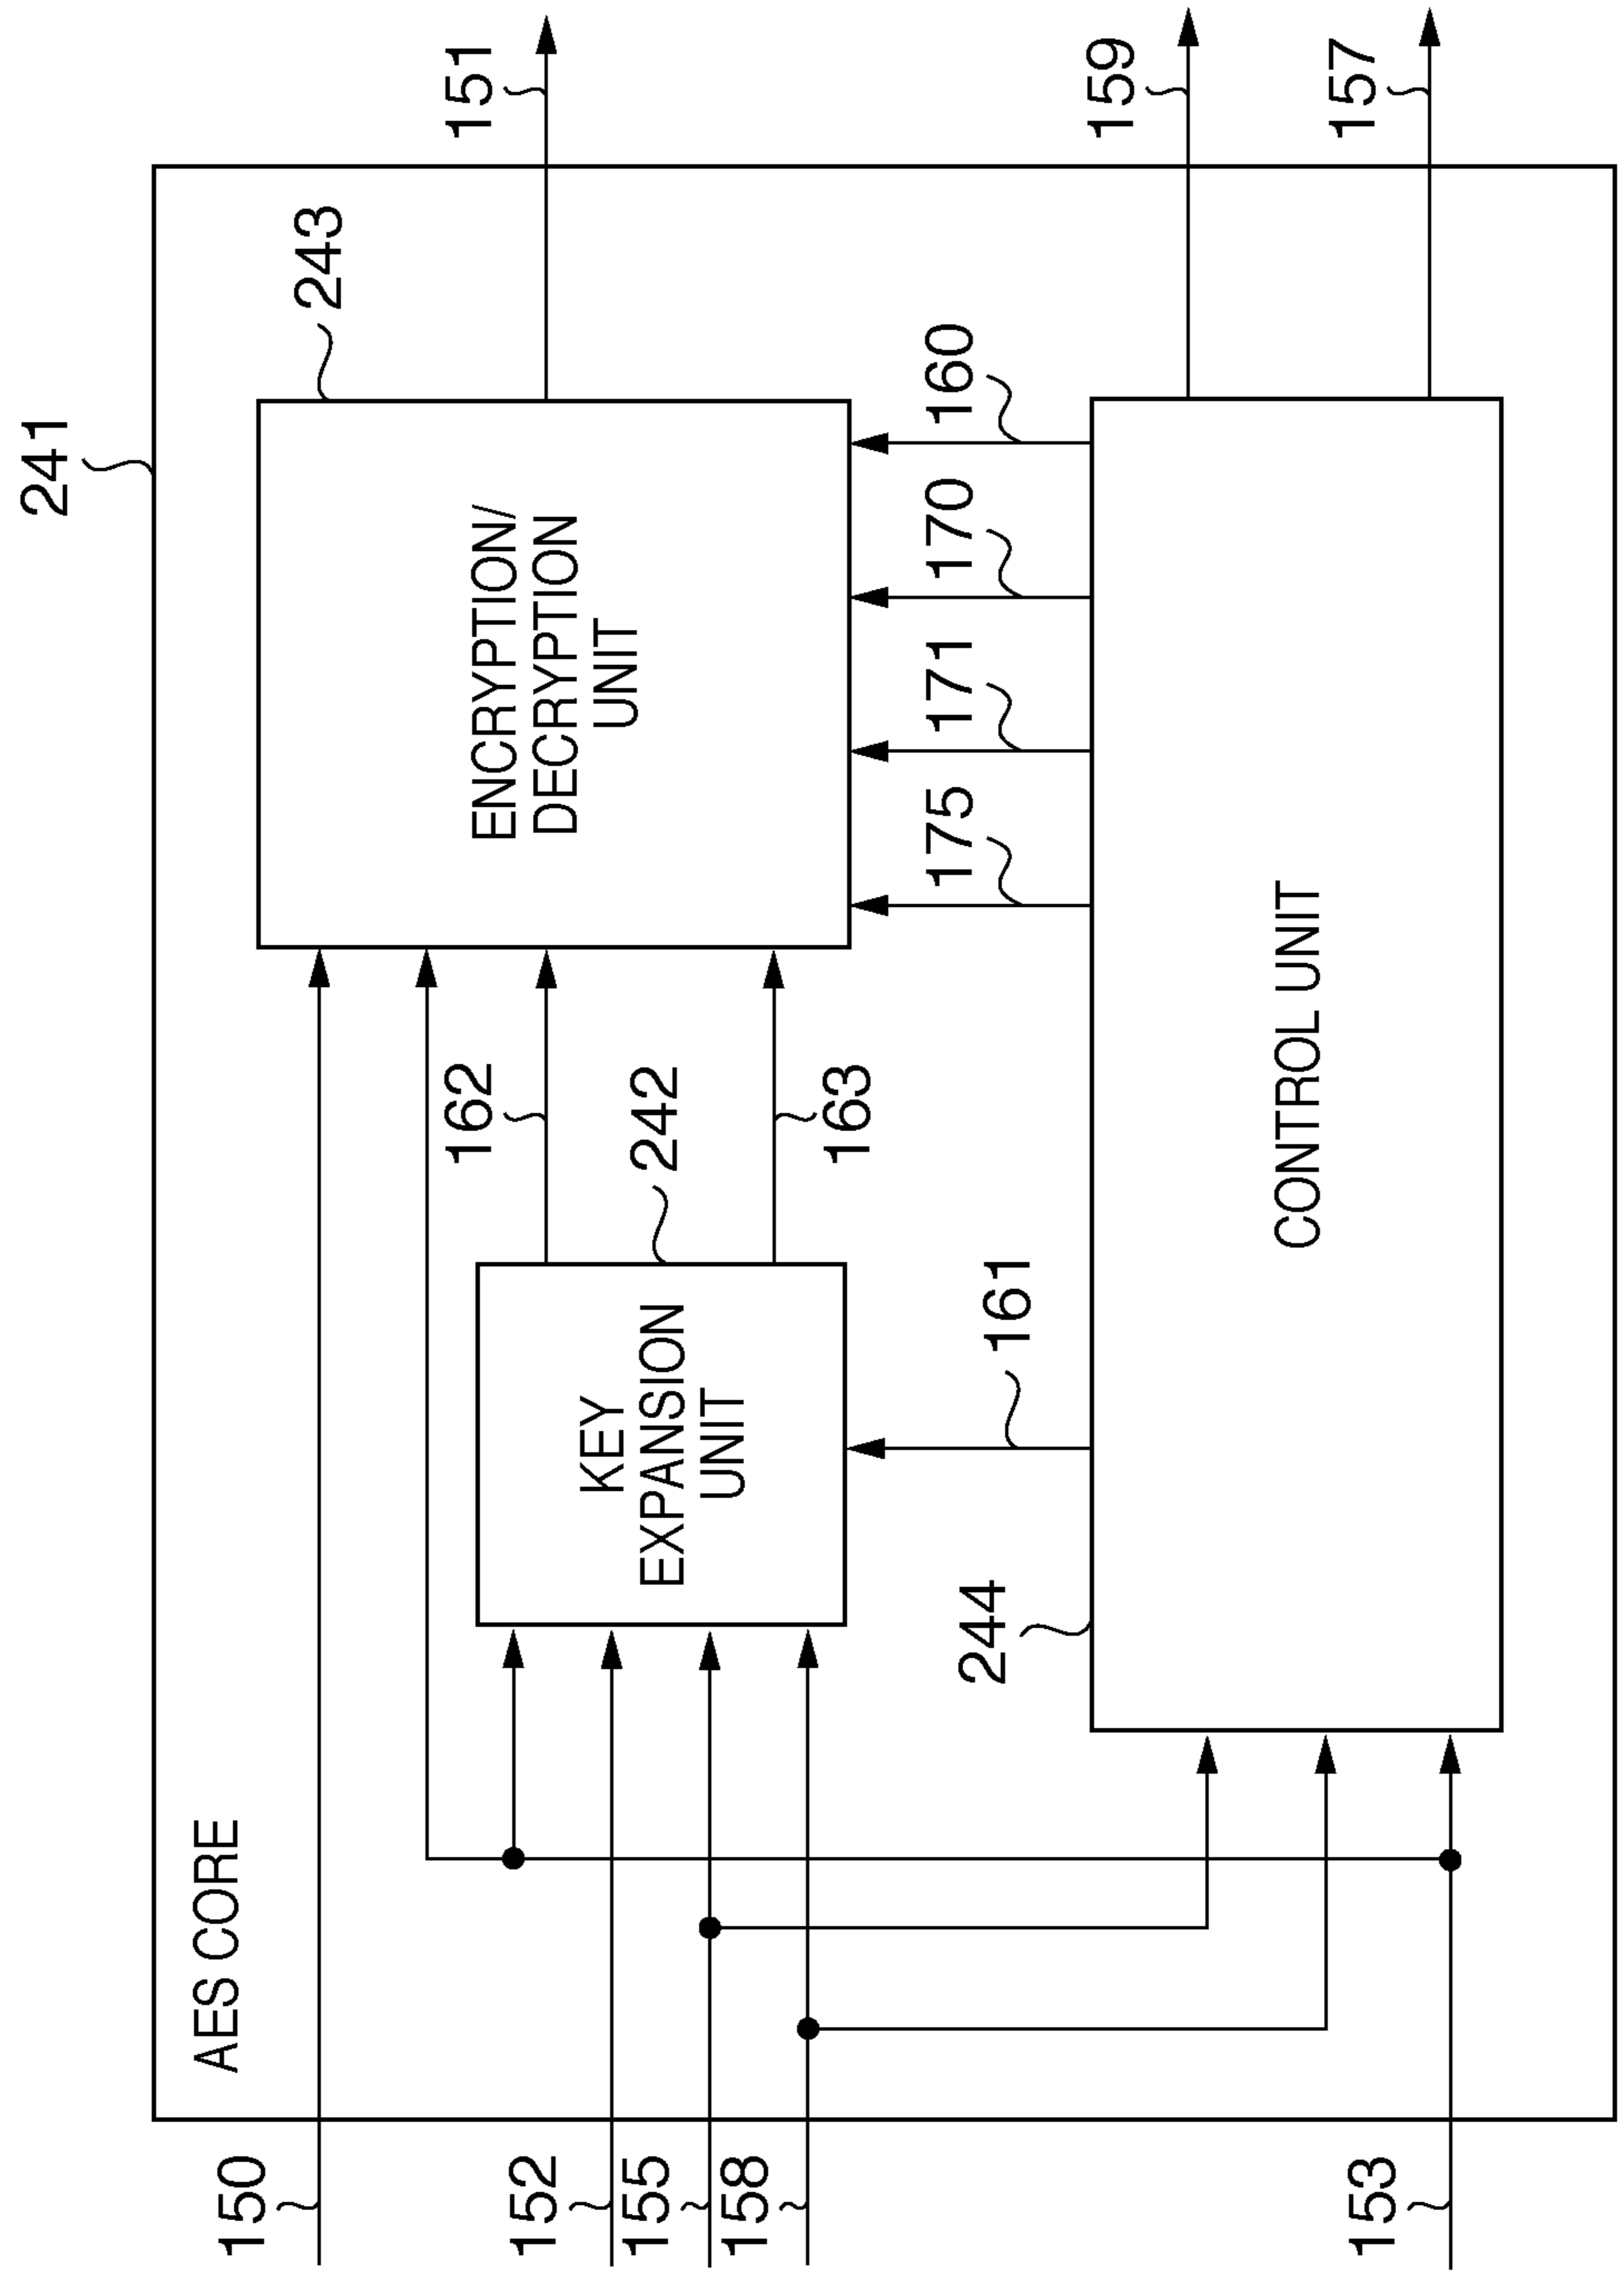 241
AES CORE
243
150
ENCRYPTION/
DECRYPTION
UNIT
151
162
152
KEY
EXPANSION
UNIT
242
155
158
163
175
171
170
160
244
161
159
CONTROL UNIT
153
157